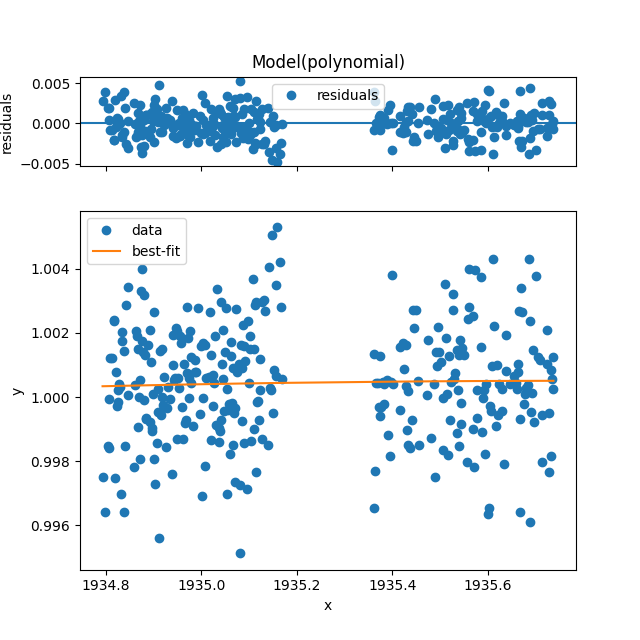 Model(polynomial)
0.005
0.000
−0.005
residuals
residuals
data
best-fit
1.004
1.002
1.000
0.998
0.996
y
1934.8
1935.0
1935.2
1935.4
1935.6
x